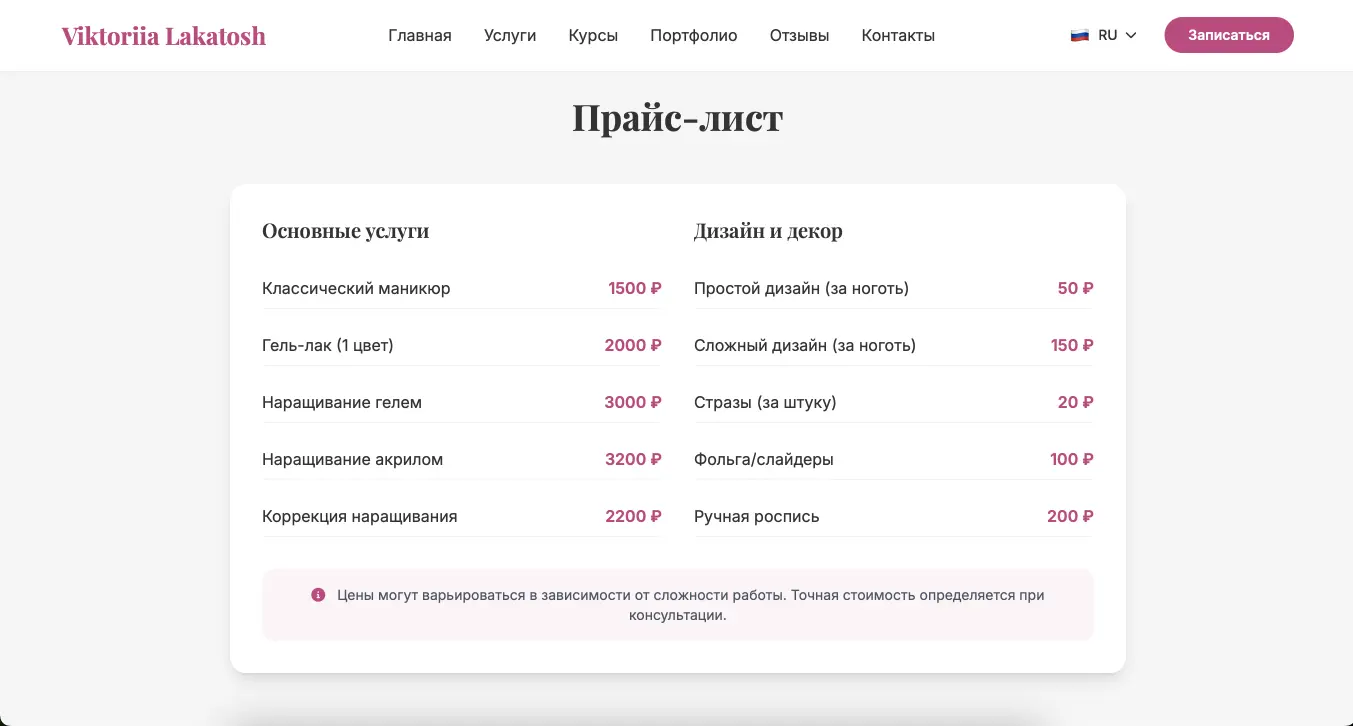 Viktoriia Lakatosh
Главная
Услуги
Курсы
Портфолио
Отзывы
Контакты
RU
Записаться
Прайс-лист
Основные услуги
Классический маникюр 1500 ₽
Гель-лак (1 цвет) 2000 ₽
Наращивание гелем 3000 ₽
Наращивание акрилом 3200 ₽
Коррекция наращивания 2200 ₽
Дизайн и декор
Простой дизайн (за ноготь) 50 ₽
Сложный дизайн (за ноготь) 150 ₽
Стразы (за штуку) 20 ₽
Фольга/слайдеры 100 ₽
Ручная роспись 200 ₽
Цены могут варьироваться в зависимости от сложности работы. Точная стоимость определяется при
консультации.